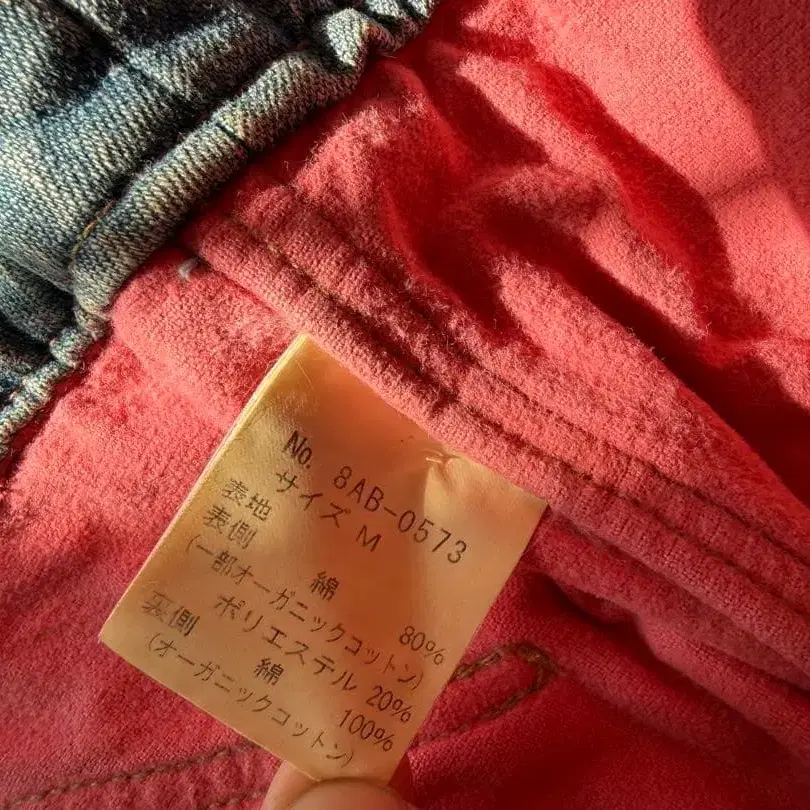 No. 8AB-0573
サイズ M
表地
表側 綿 80%
(一部オーガニックコットン)
ポリエステル 20%
裏側 綿 100%
(オーガニックコットン)